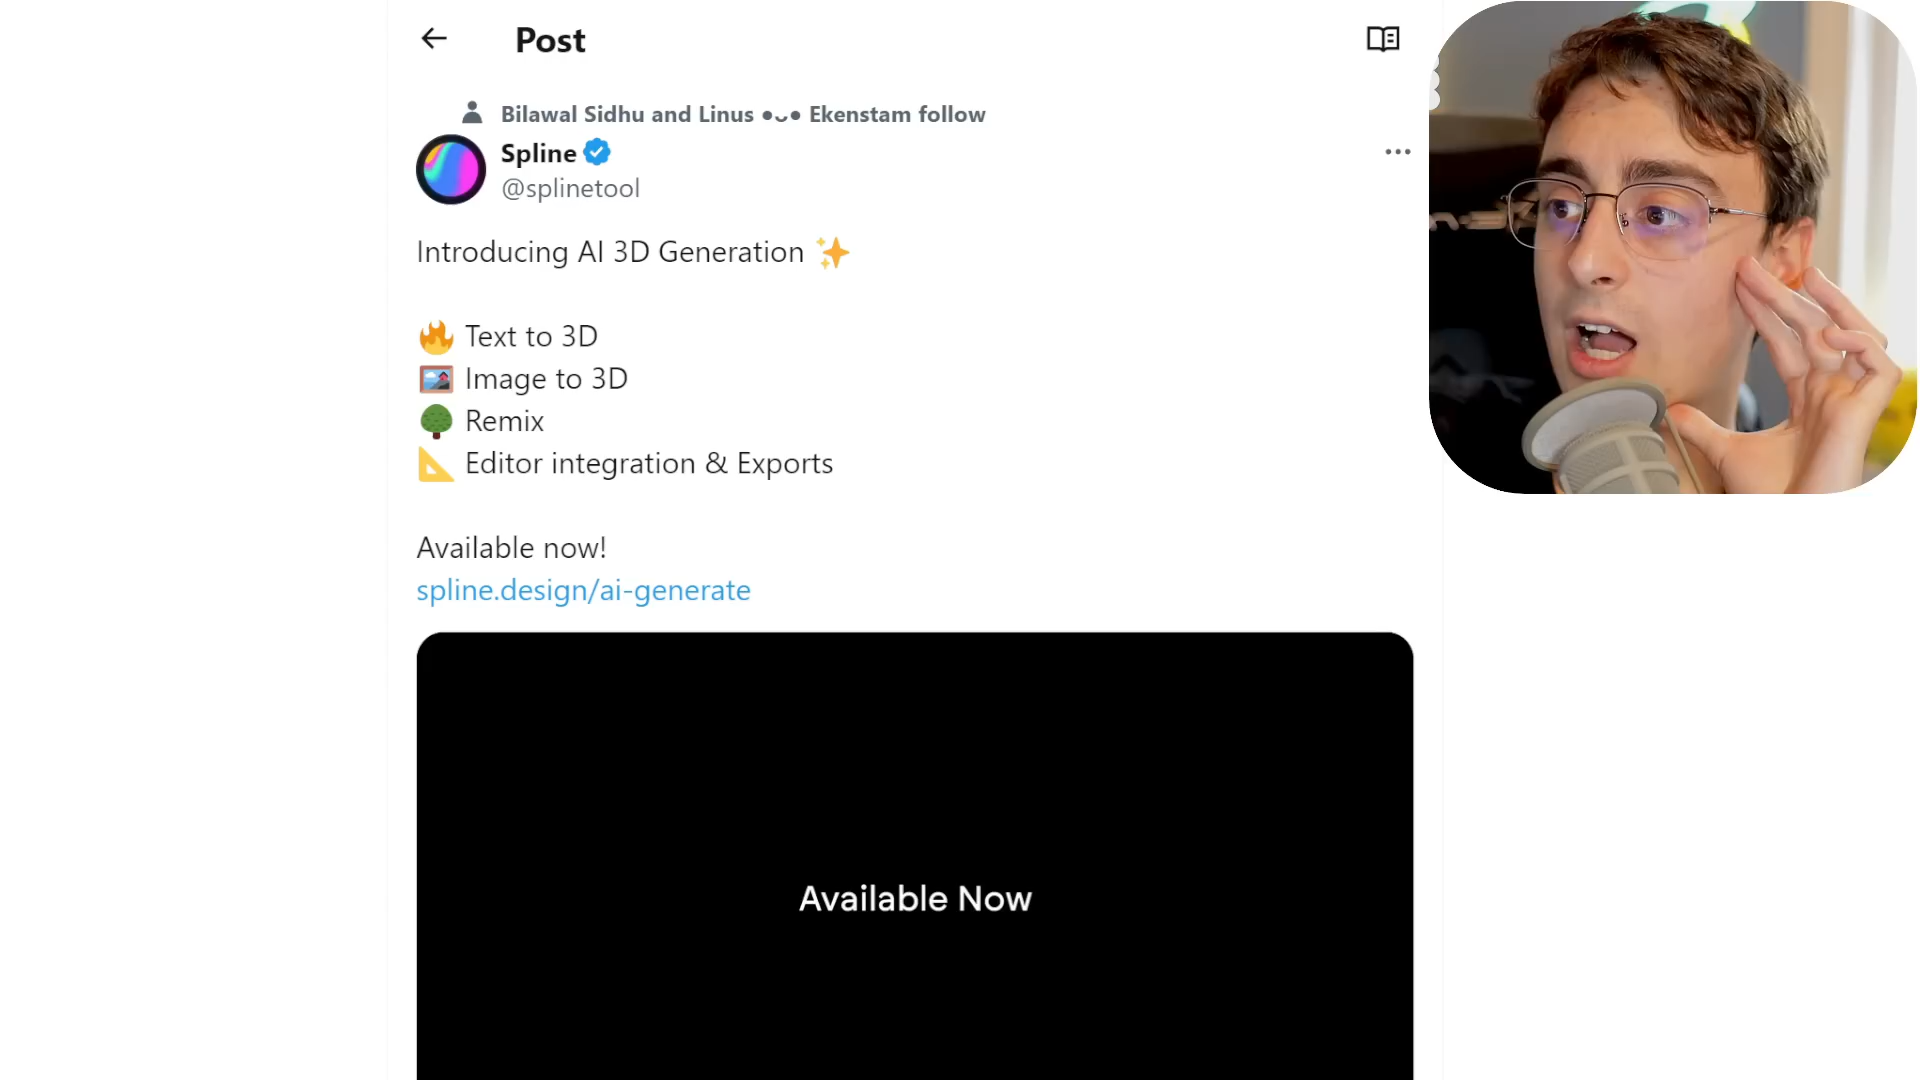 Post
Bilawal Sidhu and Linus ●ᴗ● Ekenstam follow
Spline
@splinetool
Introducing AI 3D Generation ✨
🔥 Text to 3D
🖼️ Image to 3D
🌳 Remix
📐 Editor integration & Exports
Available now!
spline.design/ai-generate
Available Now